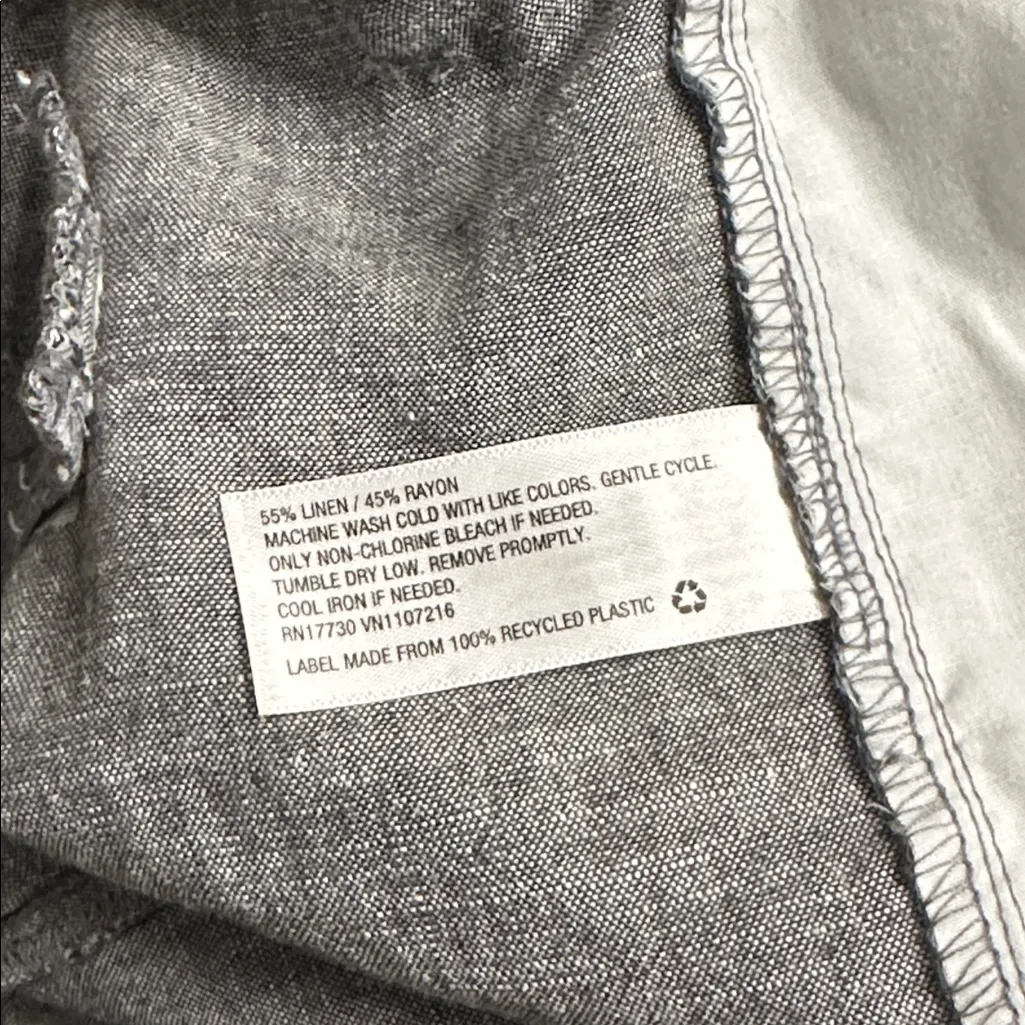 55% LINEN / 45% RAYON
MACHINE WASH COLD WITH LIKE COLORS. GENTLE CYCLE.
ONLY NON-CHLORINE BLEACH IF NEEDED.
TUMBLE DRY LOW. REMOVE PROMPTLY.
COOL IRON IF NEEDED.
RN17730 VN1107216
LABEL MADE FROM 100% RECYCLED PLASTIC